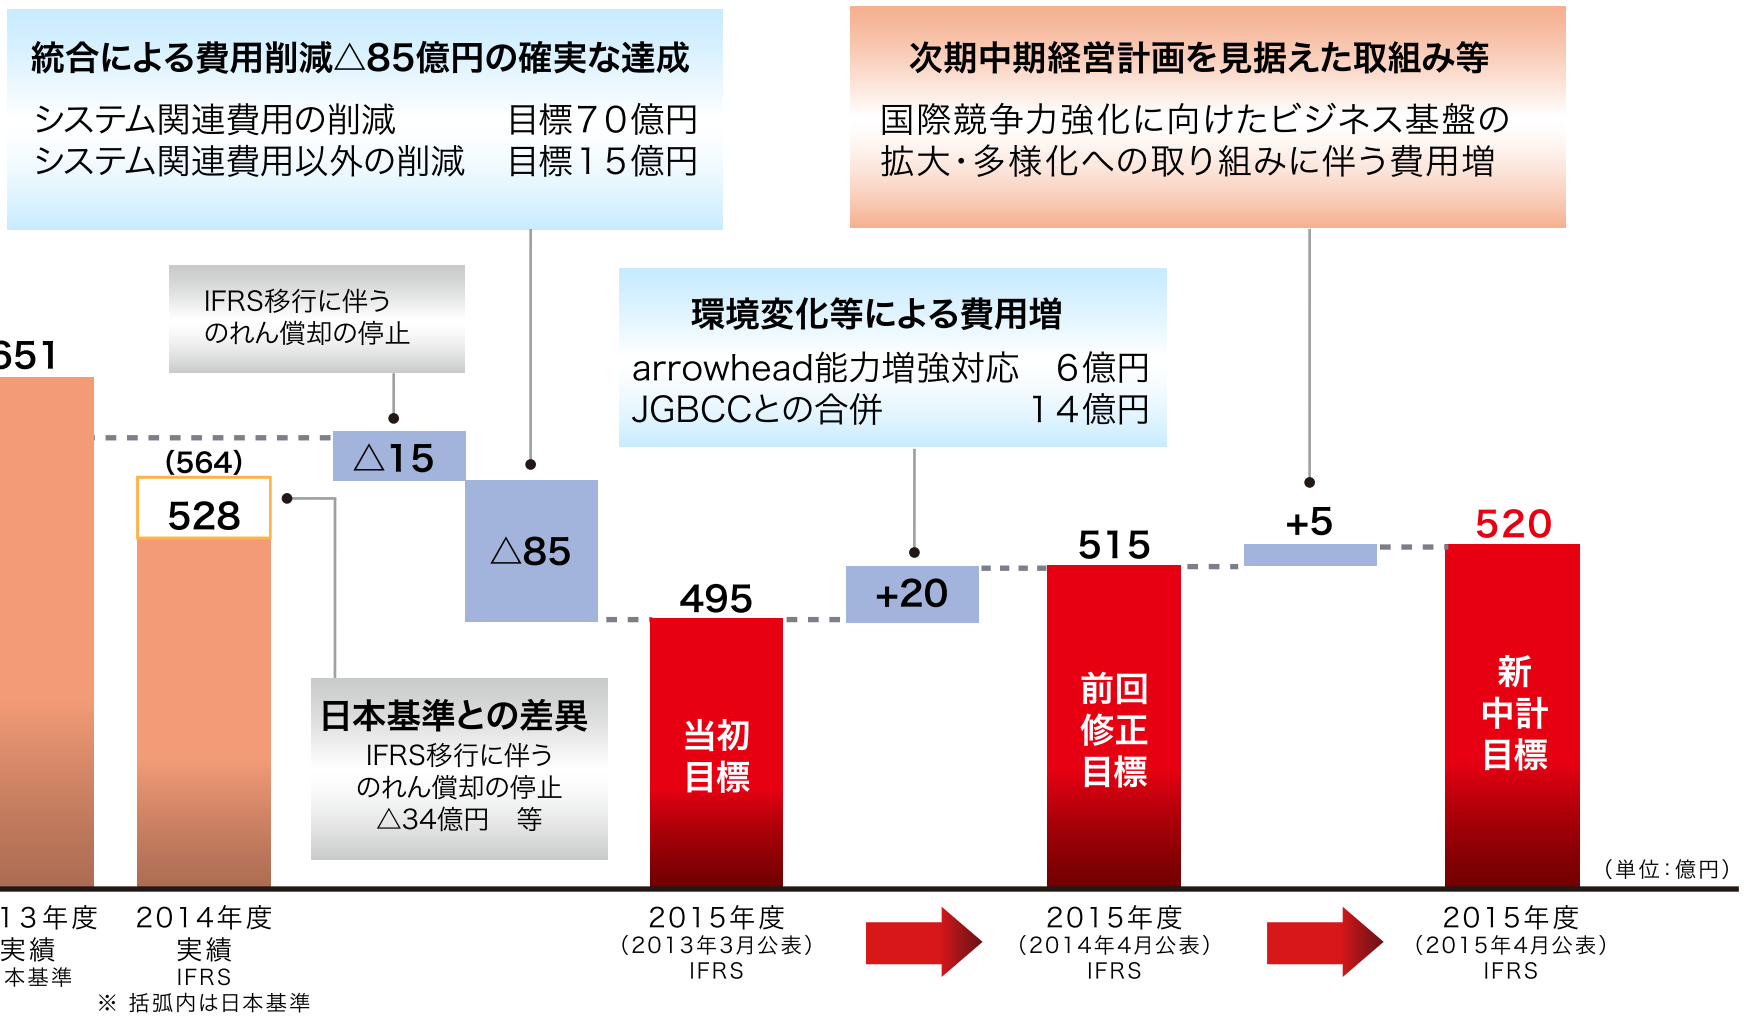 統合による費用削減△85億円の確実な達成
システム関連費用の削減　目標７０億円
システム関連費用以外の削減　目標１５億円
次期中期経営計画を見据えた取組み等
国際競争力強化に向けたビジネス基盤の
拡大・多様化への取り組みに伴う費用増
IFRS移行に伴う
のれん償却の停止
環境変化等による費用増
arrowhead能力増強対応　６億円
JGBCCとの合併　１４億円
651
(564)
528
△15
△85
495
+20
515
+5
520
日本基準との差異
IFRS移行に伴う
のれん償却の停止
△34億円　等
当初
目標
前回
修正
目標
新
中計
目標
（単位：億円）
13年度
実績
本基準
2014年度
実績
IFRS
※ 括弧内は日本基準
2015年度
（2013年3月公表）
IFRS
2015年度
（2014年4月公表）
IFRS
2015年度
（2015年4月公表）
IFRS